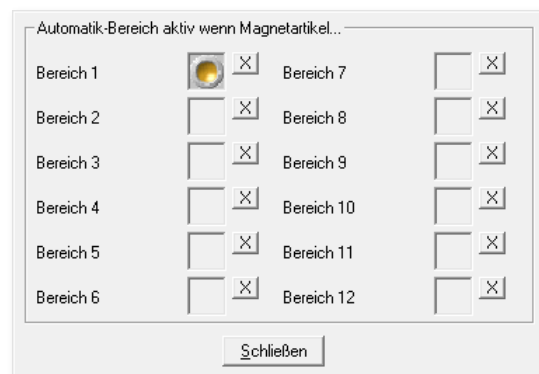 Automatik-Bereich aktiv wenn Magnetartikel...
Bereich 1 X Bereich 7 X
Bereich 2 X Bereich 8 X
Bereich 3 X Bereich 9 X
Bereich 4 X Bereich 10 X
Bereich 5 X Bereich 11 X
Bereich 6 X Bereich 12 X
Schließen